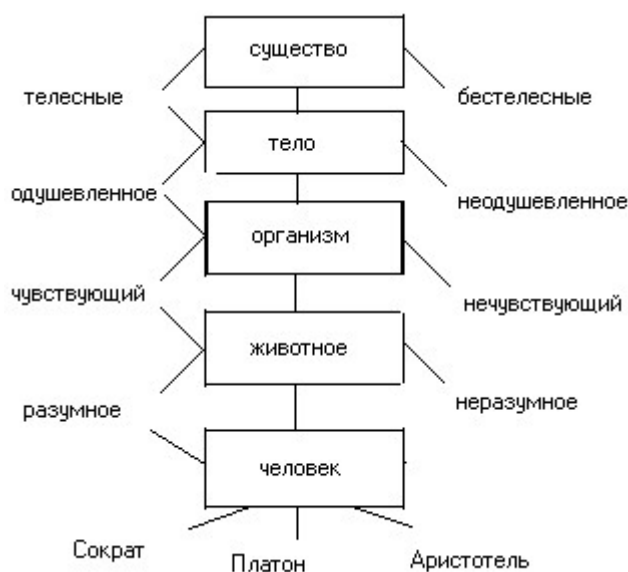 существо
телесные
бестелесные
тело
одушевленное
неодушевленное
организм
чувствующий
нечувствующий
животное
разумное
неразумное
человек
Сократ
Платон
Аристотель